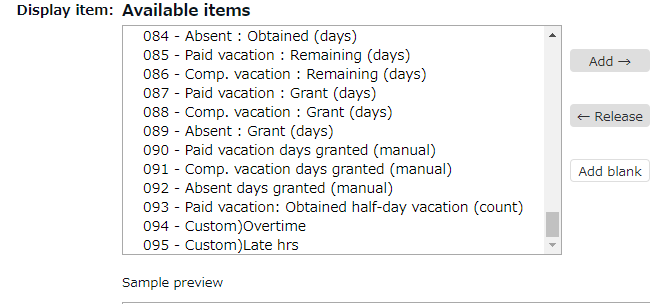 Display item: Available items
084 - Absent : Obtained (days)
085 - Paid vacation : Remaining (days)
086 - Comp. vacation : Remaining (days)
087 - Paid vacation : Grant (days)
088 - Comp. vacation : Grant (days)
089 - Absent : Grant (days)
090 - Paid vacation days granted (manual)
091 - Comp. vacation days granted (manual)
092 - Absent days granted (manual)
093 - Paid vacation: Obtained half-day vacation (count)
094 - Custom)Overtime
095 - Custom)Late hrs
Add →
← Release
Add blank
Sample preview